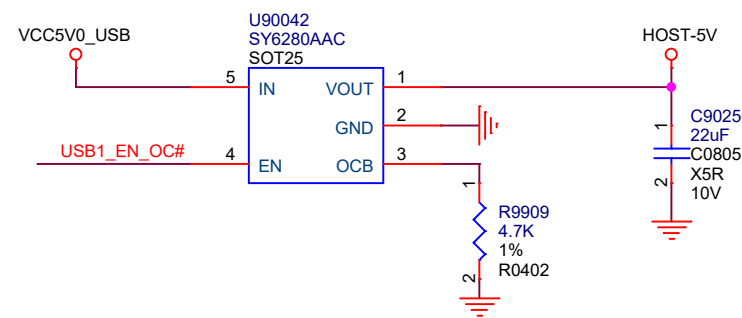 U90042
VCC5V0_USB
SY6280AAC
HOST-5V
SOT25
5
IN
VOUT
1
GND
2
C9025
22uF
C0805
X5R
10V
1
2
USB1_EN_OC#
4
EN
OCB
3
1
R9909
4.7K
1%
R0402
2